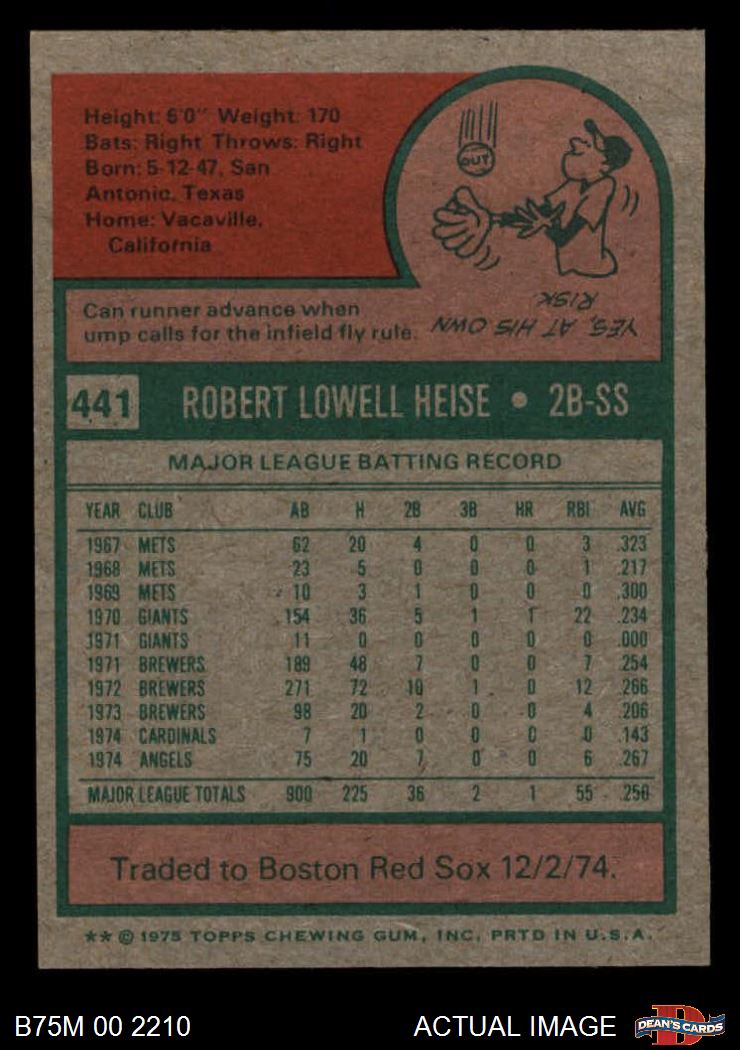 Height: 6'0" Weight: 170
Bats: Right Throws: Right
Born: 5-12-47, San
Antonio, Texas
Home: Vacaville,
California
OUT
Can runner advance when
ump calls for the infield fly rule.
YES, AT HIS OWN
RISK
441 ROBERT LOWELL HEISE • 2B-SS
MAJOR LEAGUE BATTING RECORD
YEAR CLUB AB H 2B 3B HR RBI AVG
1967 METS 62 20 4 0 0 3 .323
1968 METS 23 5 0 0 0 1 .217
1969 METS 10 3 1 0 0 0 .300
1970 GIANTS 154 36 5 1 1 22 .234
1971 GIANTS 11 0 0 0 0 0 .000
1971 BREWERS 189 48 7 0 0 7 .254
1972 BREWERS 271 72 10 1 0 12 .266
1973 BREWERS 98 20 2 0 0 4 .206
1974 CARDINALS 7 1 0 0 0 0 .143
1974 ANGELS 75 20 7 0 0 6 .267
MAJOR LEAGUE TOTALS 900 225 36 2 1 55 .250
Traded to Boston Red Sox 12/2/74.
** © 1975 TOPPS CHEWING GUM, INC. PRTD IN U.S.A.
B75M 00 2210 ACTUAL IMAGE DEAN'S CARDS